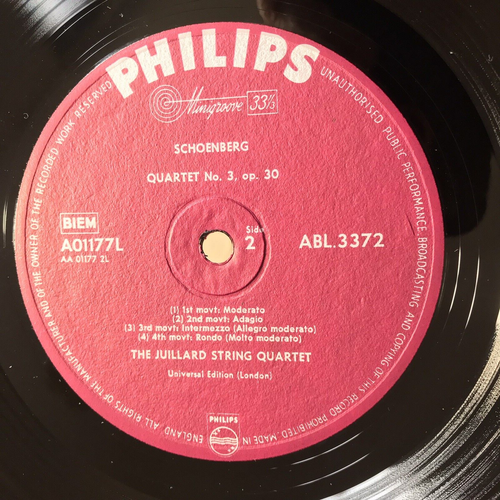 PHILIPS
Minigroove 33⅓
SCHOENBERG
QUARTET No. 3, op. 30
BIEM
A01177L
AA 01177 2L
Side
2
ABL.3372
(1) 1st movt: Moderato
(2) 2nd movt: Adagio
(3) 3rd movt: Intermezzo (Allegro moderato)
(4) 4th movt: Rondo (Molto moderato)
THE JUILLARD STRING QUARTET
Universal Edition (London)
PHILIPS
ALL RIGHTS OF THE MANUFACTURER AND OF THE OWNER OF THE RECORDED WORK RESERVED
UNAUTHORISED PUBLIC PERFORMANCE, BROADCASTING AND COPYING OF THIS RECORD PROHIBITED. MADE IN ENGLAND